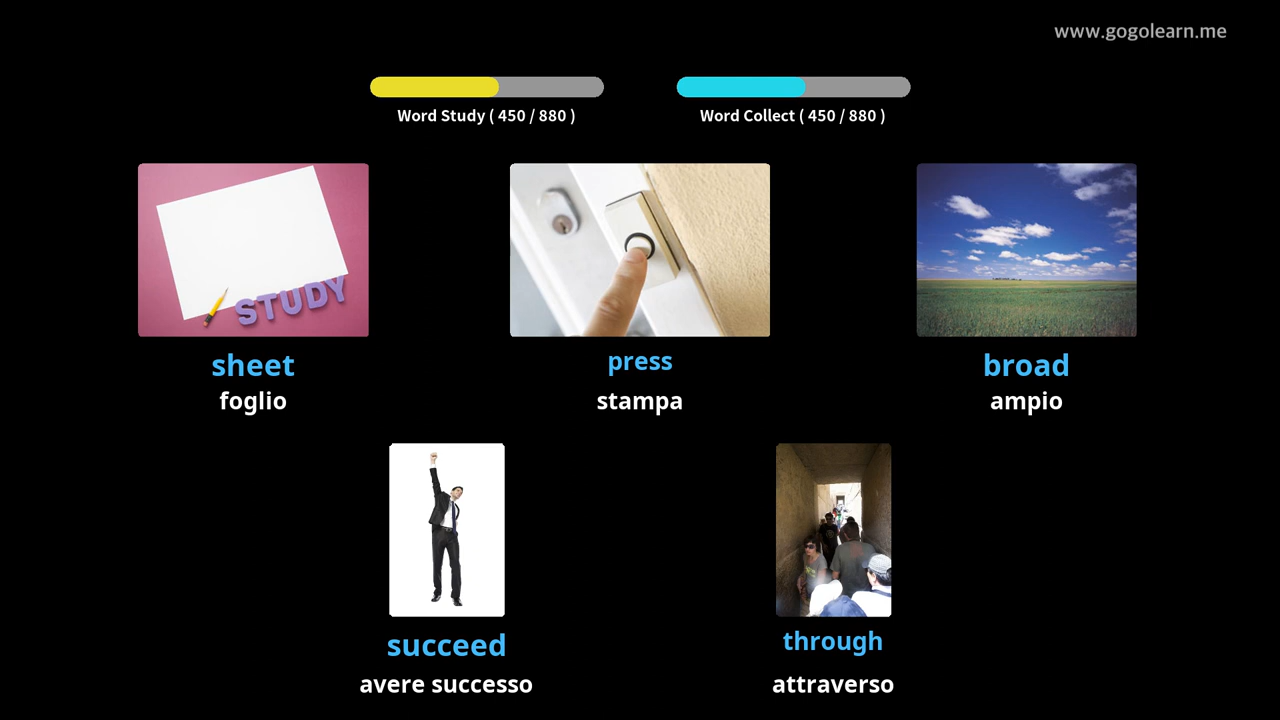 www.gogolearn.me
Word Study ( 450 / 880 )
Word Collect ( 450 / 880 )
STUDY
sheet
foglio
press
stampa
broad
ampio
succeed
avere successo
through
attraverso